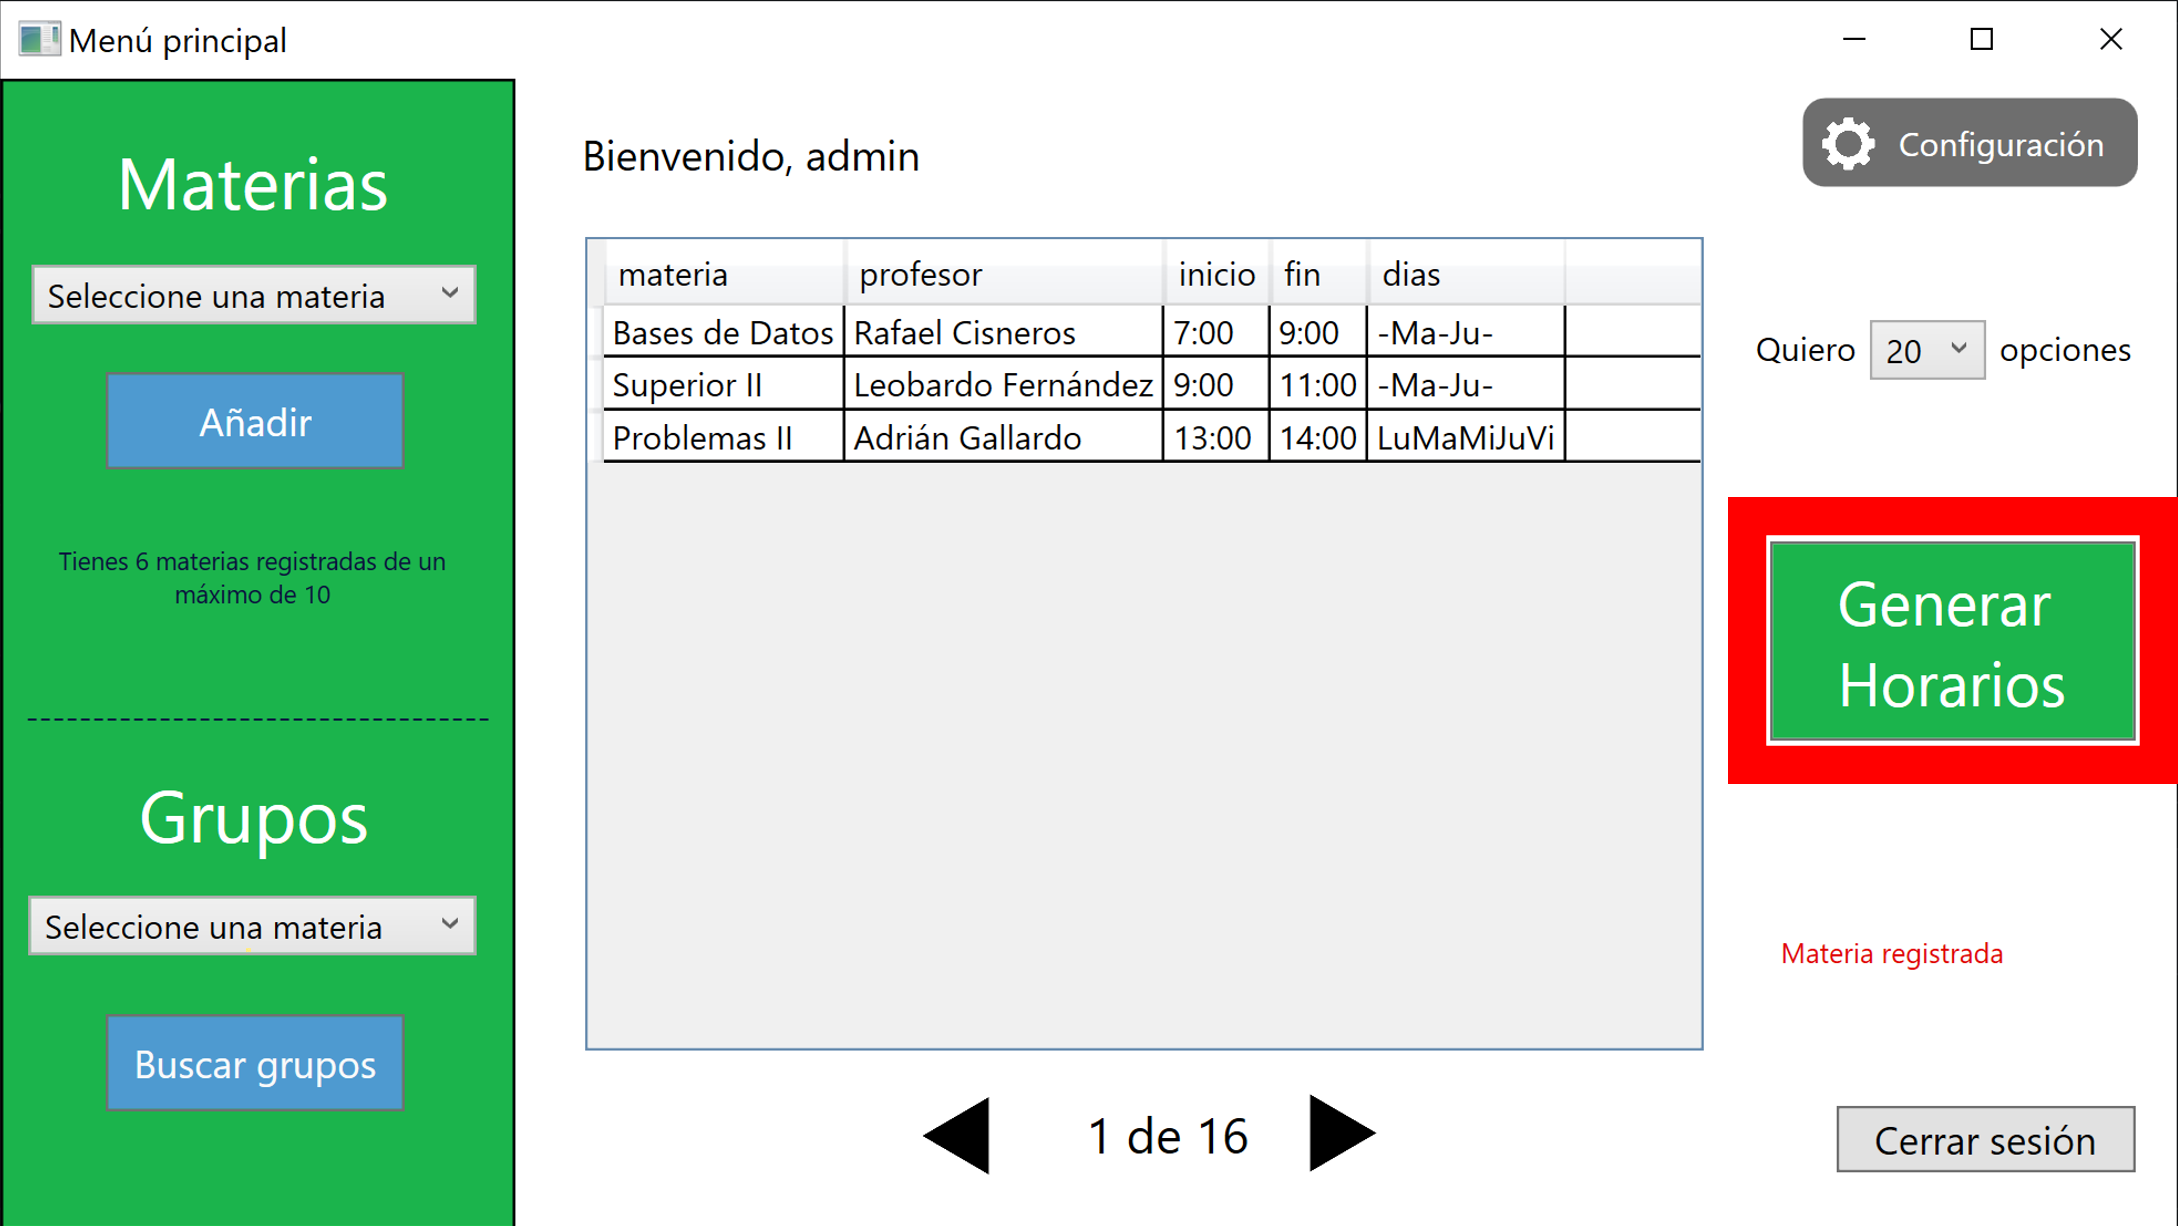 Menú principal
Materias
Seleccione una materia
Añadir
Tienes 6 materias registradas de un
máximo de 10
--------------------------------------
Grupos
Seleccione una materia
Buscar grupos
Bienvenido, admin
materia profesor inicio fin dias
Bases de Datos Rafael Cisneros 7:00 9:00 -Ma-Ju-
Superior II Leobardo Fernández 9:00 11:00 -Ma-Ju-
Problemas II Adrián Gallardo 13:00 14:00 LuMaMiJuVi
1 de 16
Configuración
Quiero 20 opciones
Generar
Horarios
Materia registrada
Cerrar sesión